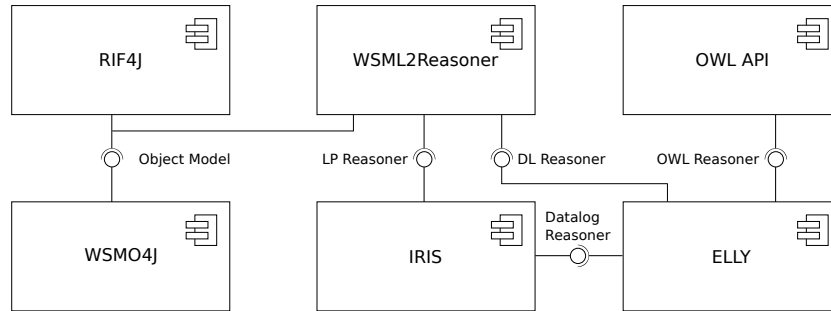 RIF4J
WSML2Reasoner
OWL API
Object Model
LP Reasoner
DL Reasoner
OWL Reasoner
WSMO4J
IRIS
Datalog
Reasoner
ELLY